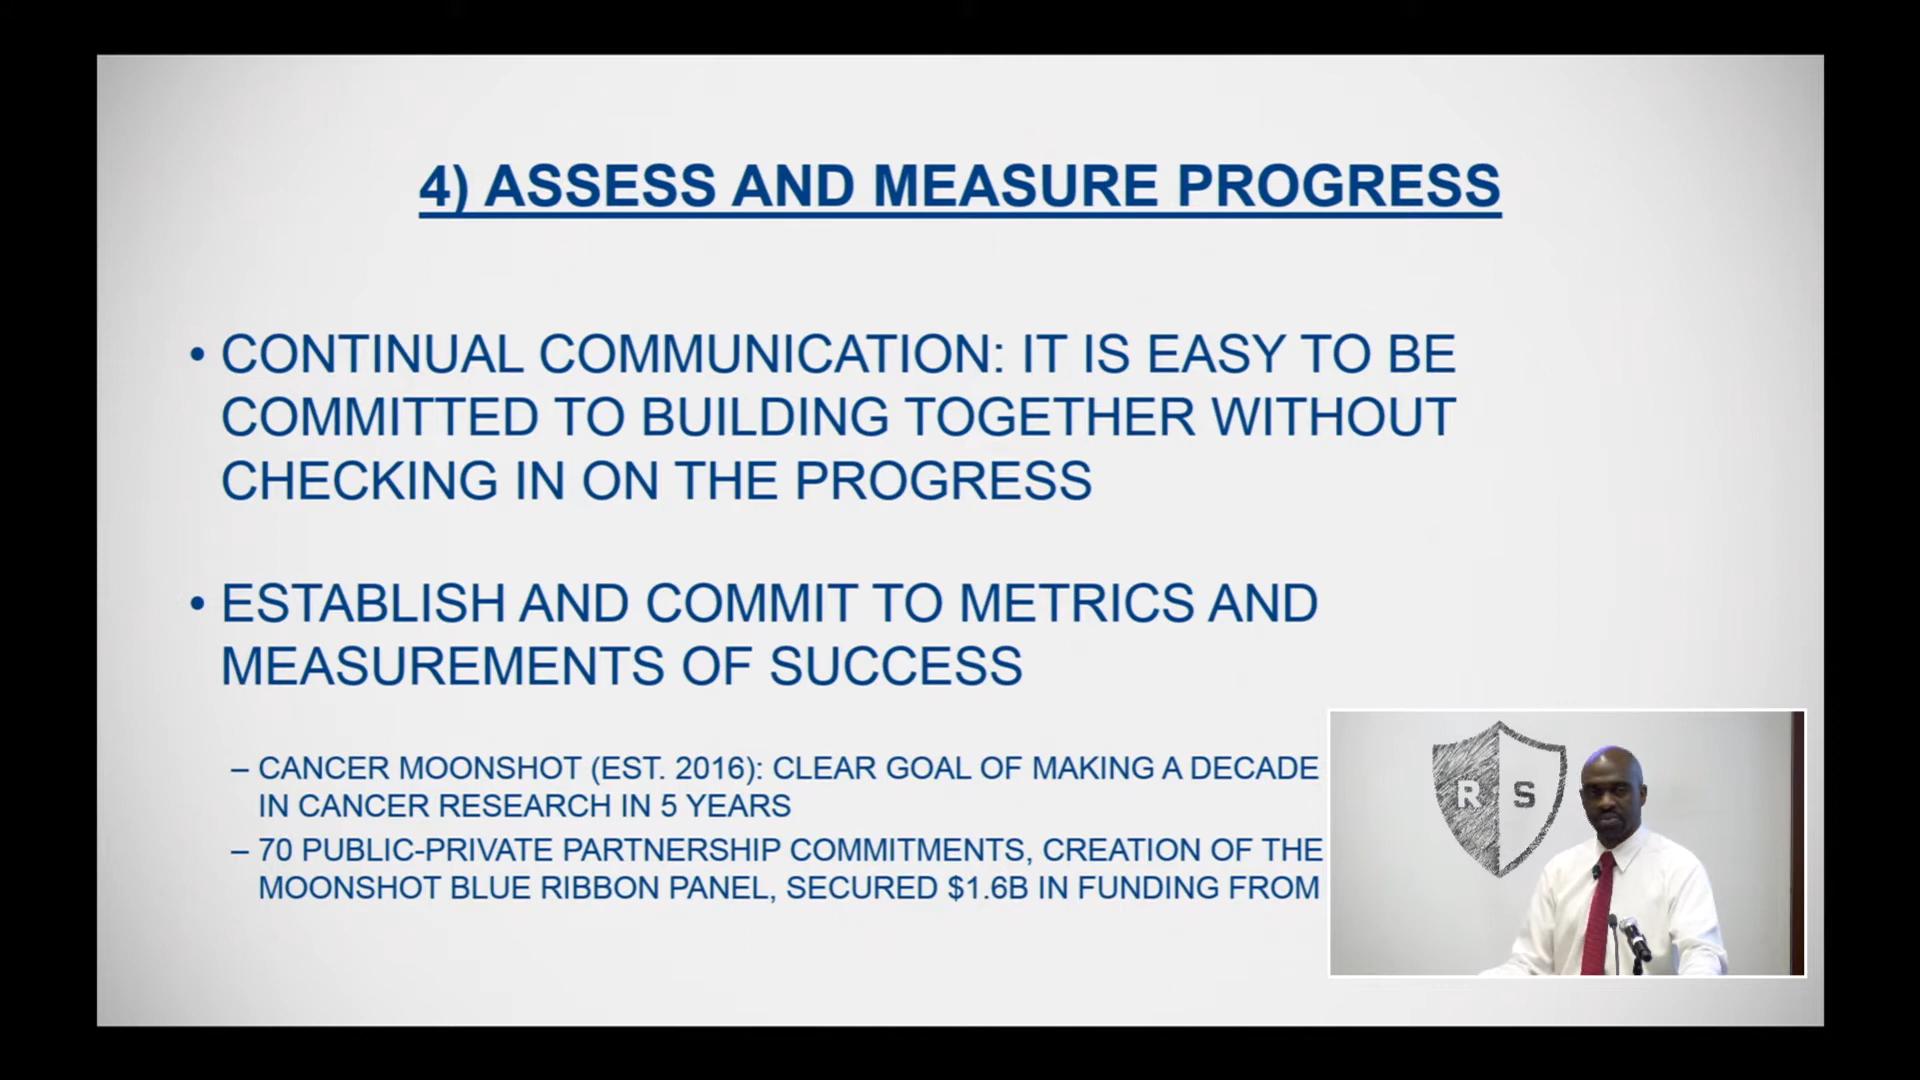 4) ASSESS AND MEASURE PROGRESS
• CONTINUAL COMMUNICATION: IT IS EASY TO BE
COMMITTED TO BUILDING TOGETHER WITHOUT
CHECKING IN ON THE PROGRESS
• ESTABLISH AND COMMIT TO METRICS AND
MEASUREMENTS OF SUCCESS
– CANCER MOONSHOT (EST. 2016): CLEAR GOAL OF MAKING A DECADE
IN CANCER RESEARCH IN 5 YEARS
– 70 PUBLIC-PRIVATE PARTNERSHIP COMMITMENTS, CREATION OF THE
MOONSHOT BLUE RIBBON PANEL, SECURED $1.6B IN FUNDING FROM
R S